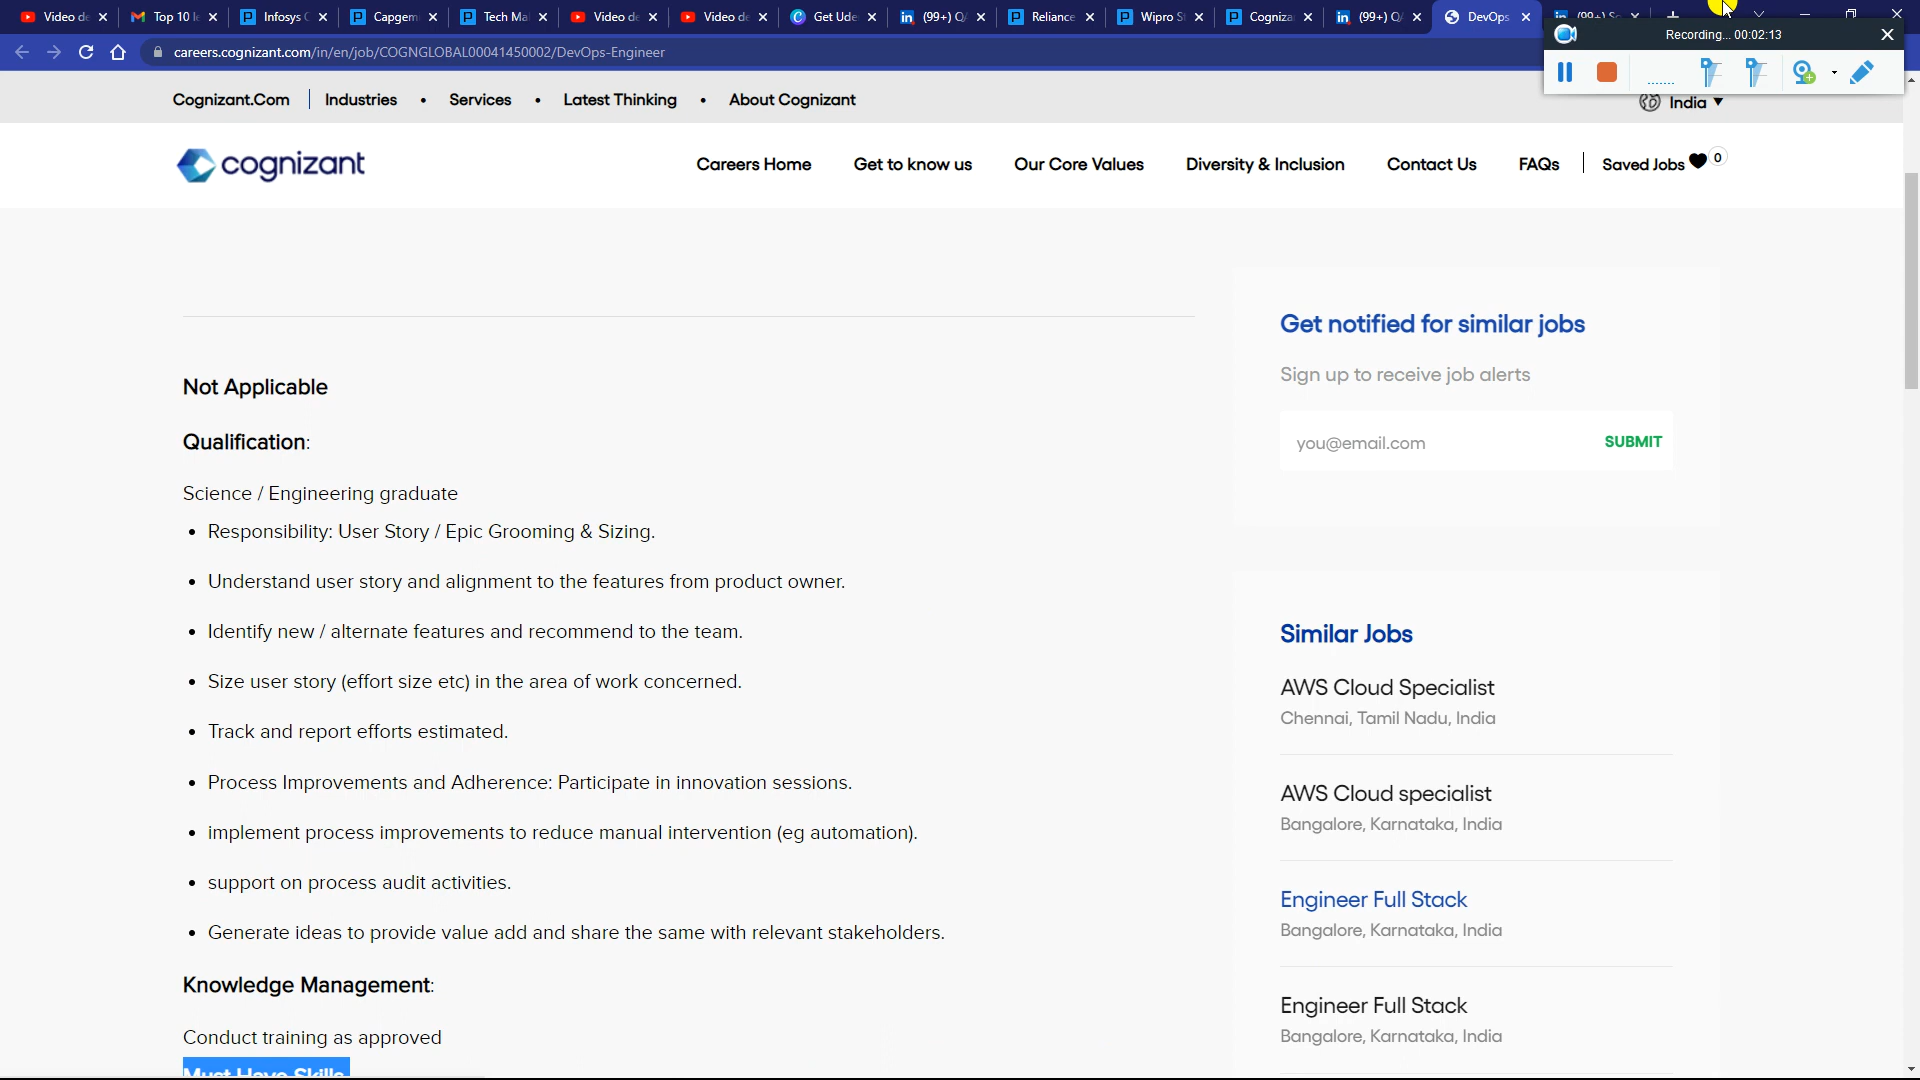 Video de
Top 10 le
Infosys C
Capgem
Tech Ma
Video de
Video de
Get Ude
(99+) Q
Reliance
Wipro S
Cogniza
(99+) Q
DevOps
Recording... 00:02:13
careers.cognizant.com/in/en/job/COGNGLOBAL00041450002/DevOps-Engineer
Cognizant.Com
Industries • Services • Latest Thinking • About Cognizant
India
cognizant
Careers Home
Get to know us
Our Core Values
Diversity & Inclusion
Contact Us
FAQs
Saved Jobs
0
Not Applicable
Qualification:
Science / Engineering graduate
• Responsibility: User Story / Epic Grooming & Sizing.
• Understand user story and alignment to the features from product owner.
• Identify new / alternate features and recommend to the team.
• Size user story (effort size etc) in the area of work concerned.
• Track and report efforts estimated.
• Process Improvements and Adherence: Participate in innovation sessions.
• implement process improvements to reduce manual intervention (eg automation).
• support on process audit activities.
• Generate ideas to provide value add and share the same with relevant stakeholders.
Knowledge Management:
Conduct training as approved
Must Have Skills
Get notified for similar jobs
Sign up to receive job alerts
you@email.com
SUBMIT
Similar Jobs
AWS Cloud Specialist
Chennai, Tamil Nadu, India
AWS Cloud specialist
Bangalore, Karnataka, India
Engineer Full Stack
Bangalore, Karnataka, India
Engineer Full Stack
Bangalore, Karnataka, India